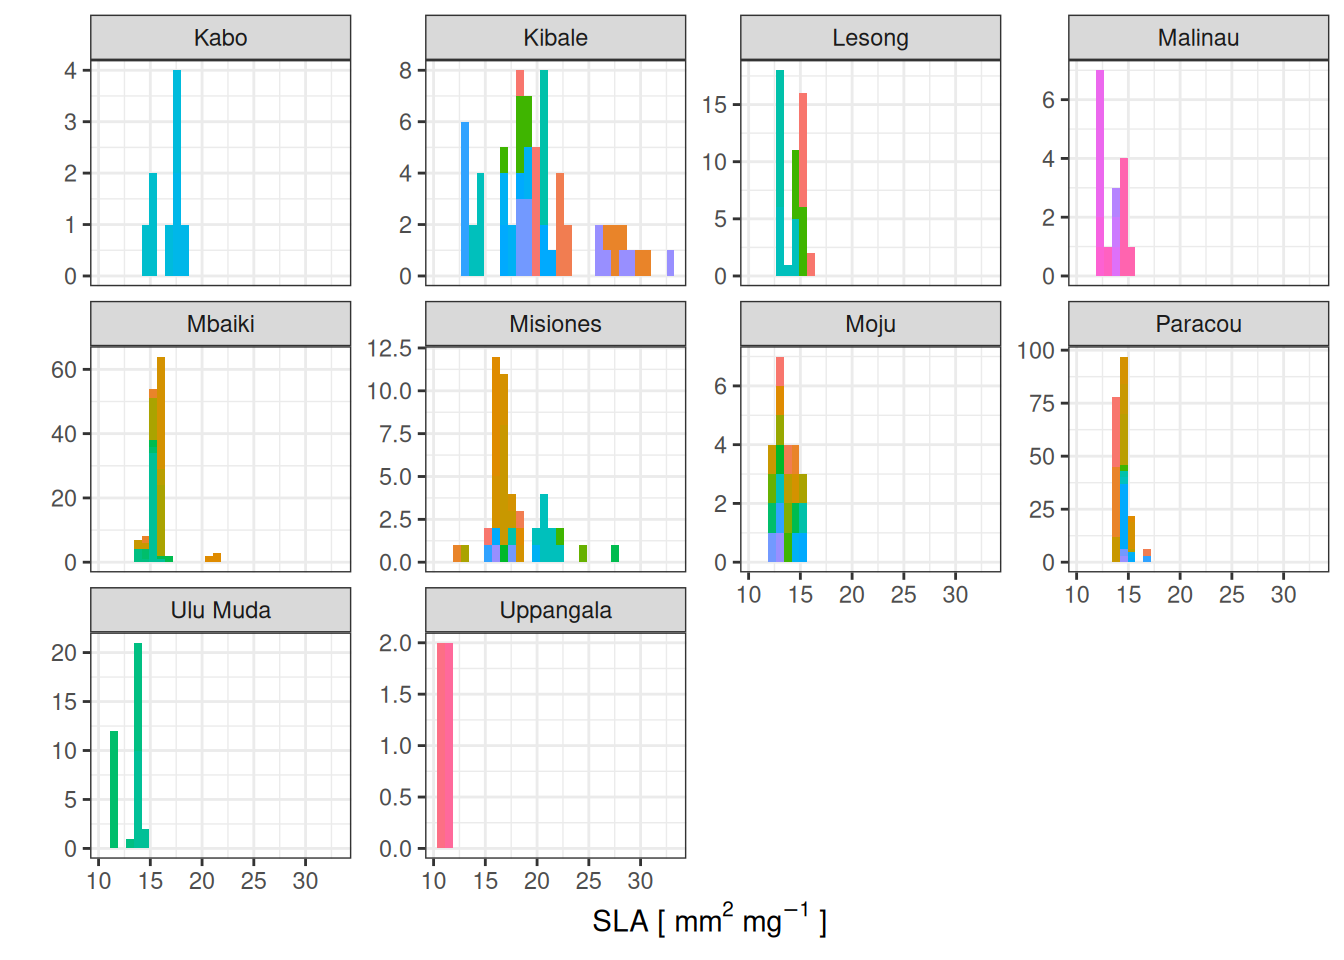 Kabo Kibale Lesong Malinau
4 3 2 1 0
8 6 4 2 0
15 10 5 0
6 4 2 0
Mbaiki Misiones Moju Paracou
60 40 20 0
12.5 10.0 7.5 5.0 2.5 0.0
6 4 2 0
100 75 50 25 0
10 15 20 25 30 10 15 20 25 30
Ulu Muda Uppangala
20 15 10 5 0
2.0 1.5 1.0 0.5 0.0
10 15 20 25 30 10 15 20 25 30
SLA [ mm² mg⁻¹ ]